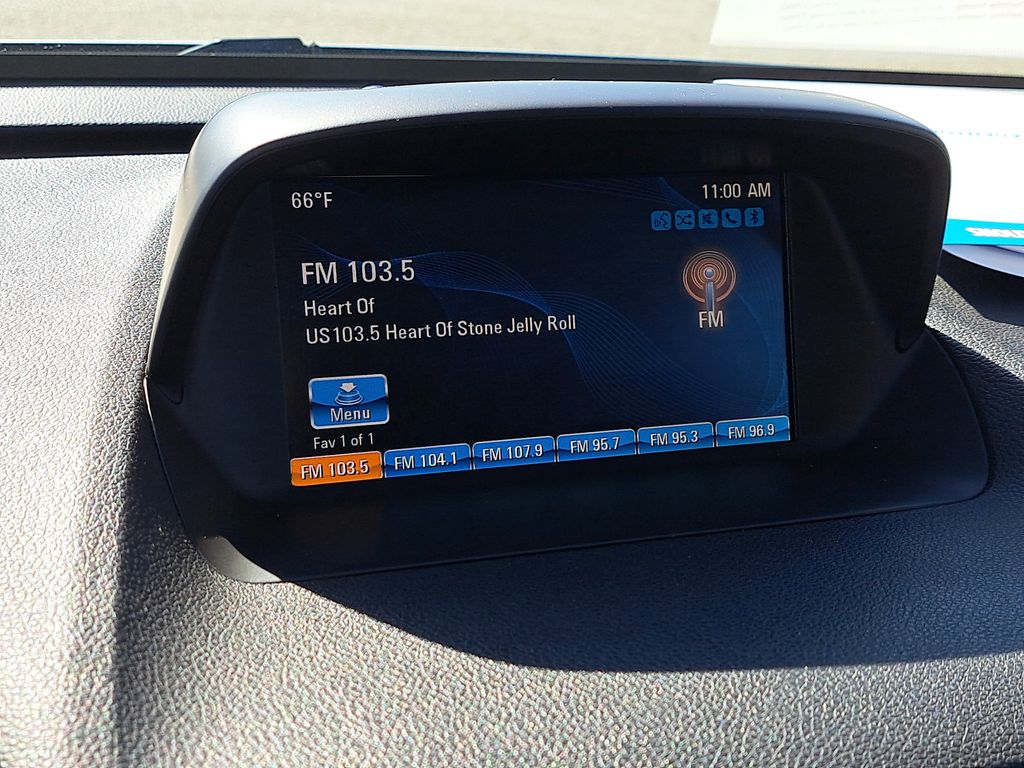 66°F
11:00 AM
FM 103.5
Heart Of
US103.5 Heart Of Stone Jelly Roll
FM
Menu
Fav 1 of 1
FM 103.5 FM 104.1 FM 107.9 FM 95.7 FM 95.3 FM 96.9